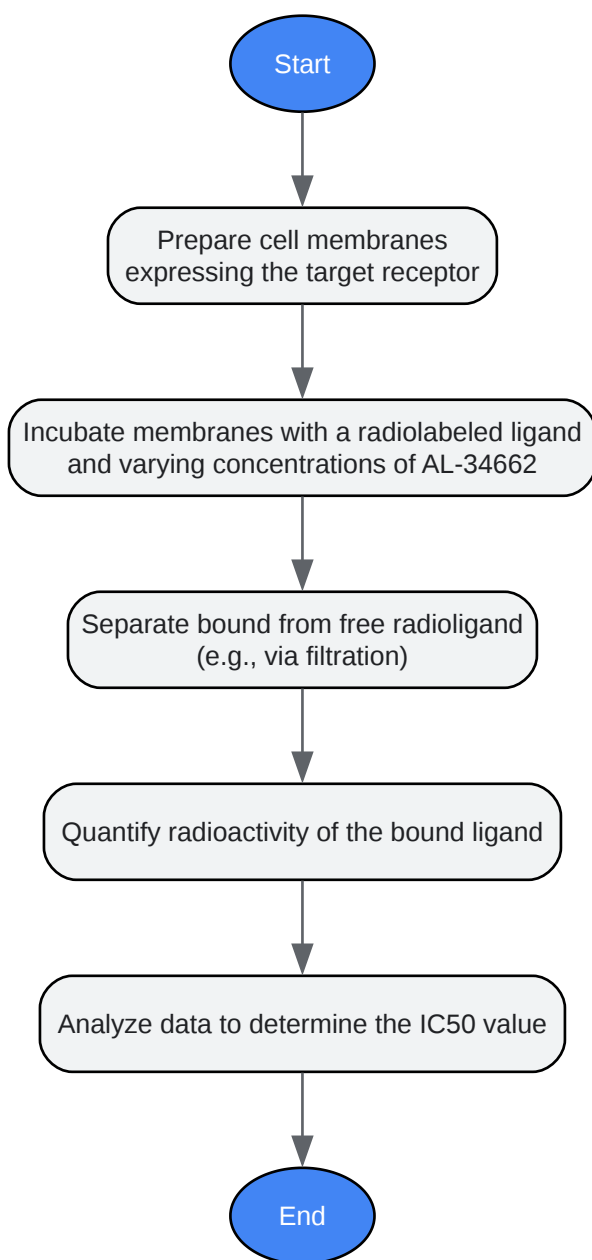 Start
Prepare cell membranes
expressing the target receptor
Incubate membranes with a radiolabeled ligand
and varying concentrations of AL-34662
Separate bound from free radioligand
(e.g., via filtration)
Quantify radioactivity of the bound ligand
Analyze data to determine the IC50 value
End